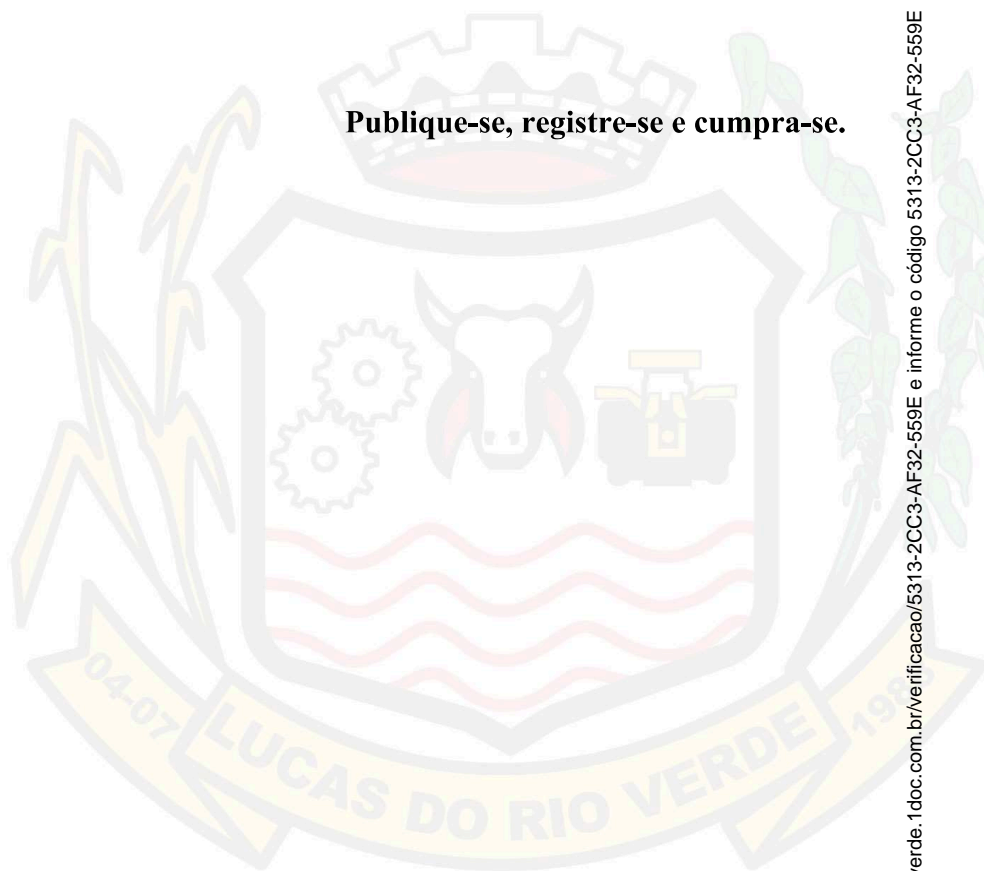 Publique-se, registre-se e cumpra-se.
04-07
LUCAS DO RIO VERDE
verde.1doc.com.br/verificacao/5313-2CC3-AF32-559E e informe o código 5313-2CC3-AF32-559E